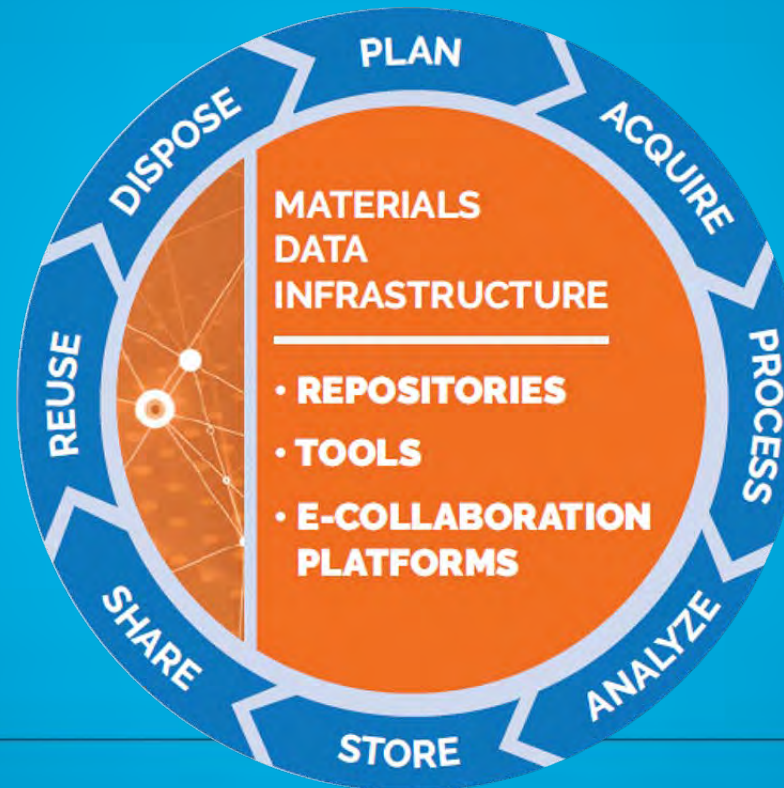 PLAN
ACQUIRE
PROCESS
ANALYZE
STORE
SHARE
REUSE
DISPOSE
MATERIALS
DATA
INFRASTRUCTURE
• REPOSITORIES
• TOOLS
• E-COLLABORATION
PLATFORMS